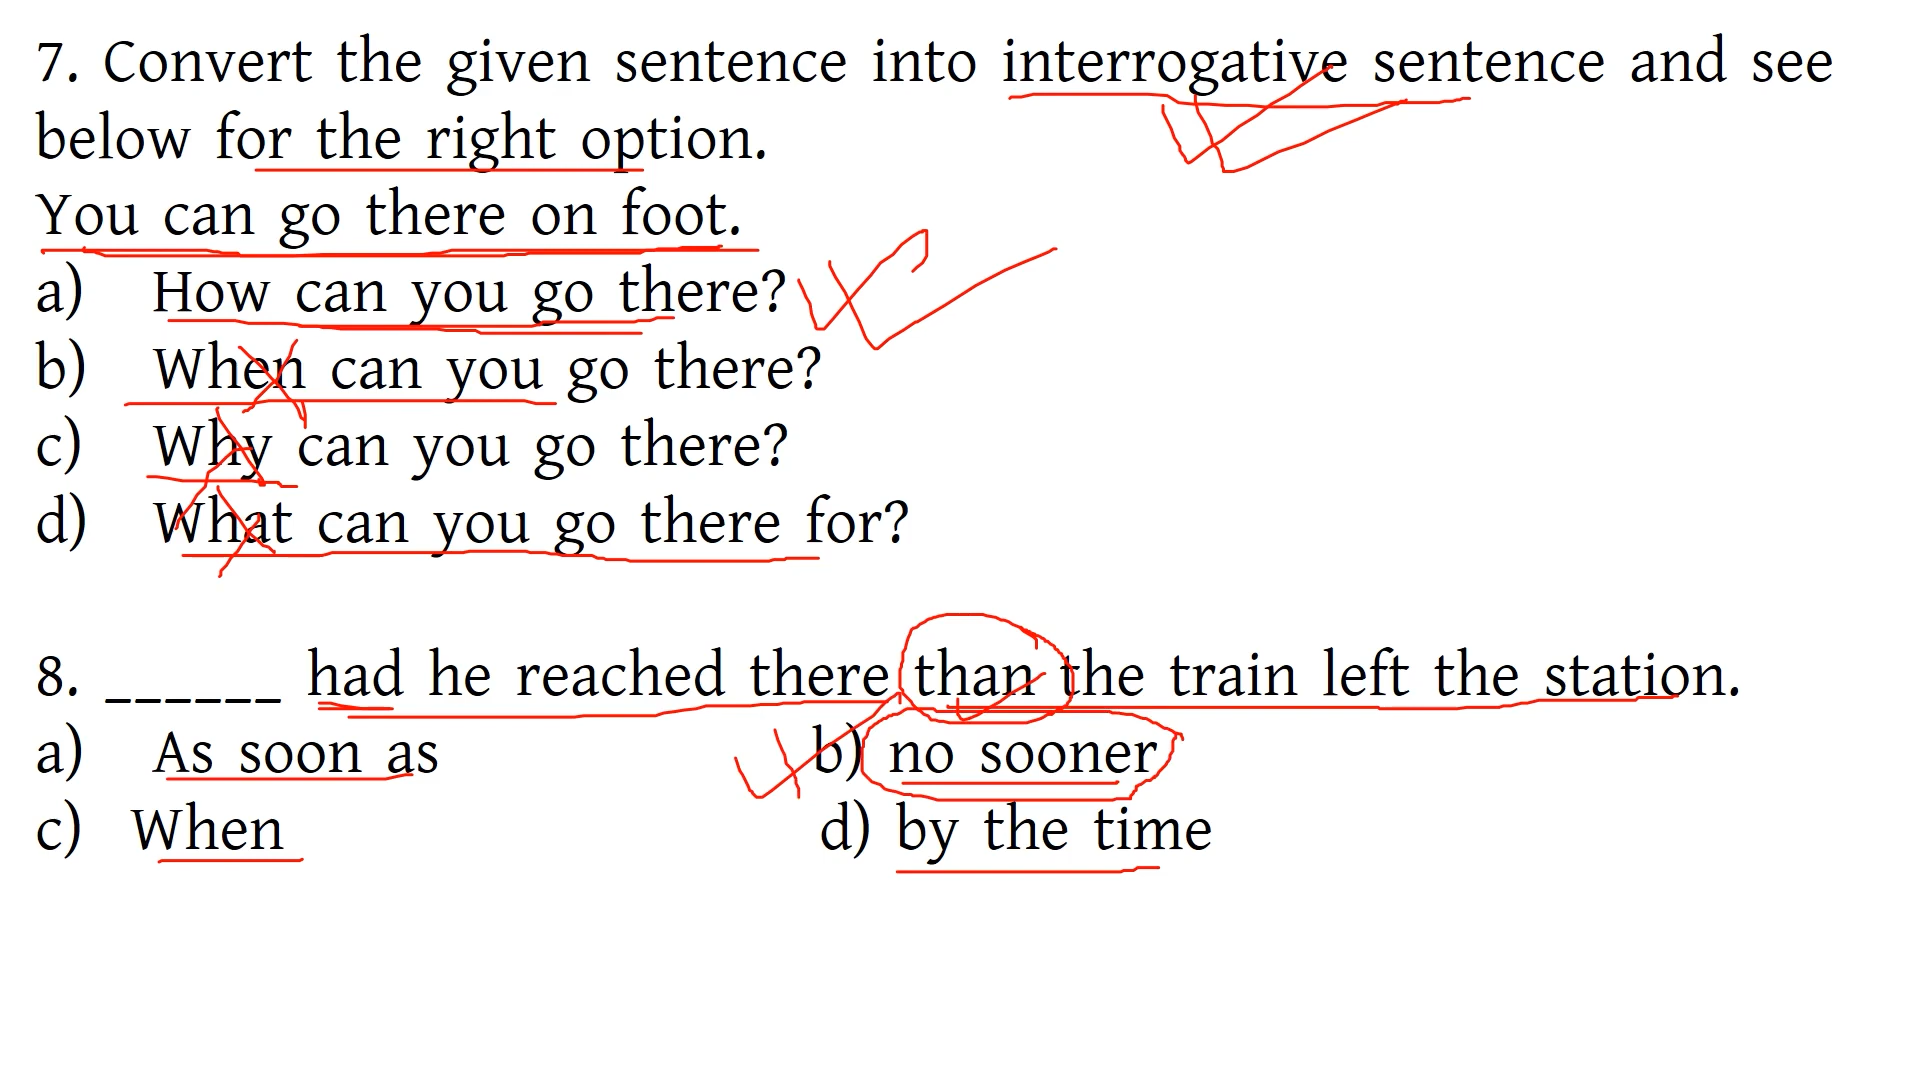 7. Convert the given sentence into interrogative sentence and see
below for the right option.
You can go there on foot.
a) How can you go there?
b) When can you go there?
c) Why can you go there?
d) What can you go there for?
8. ______ had he reached there than the train left the station.
a) As soon as b) no sooner
c) When d) by the time